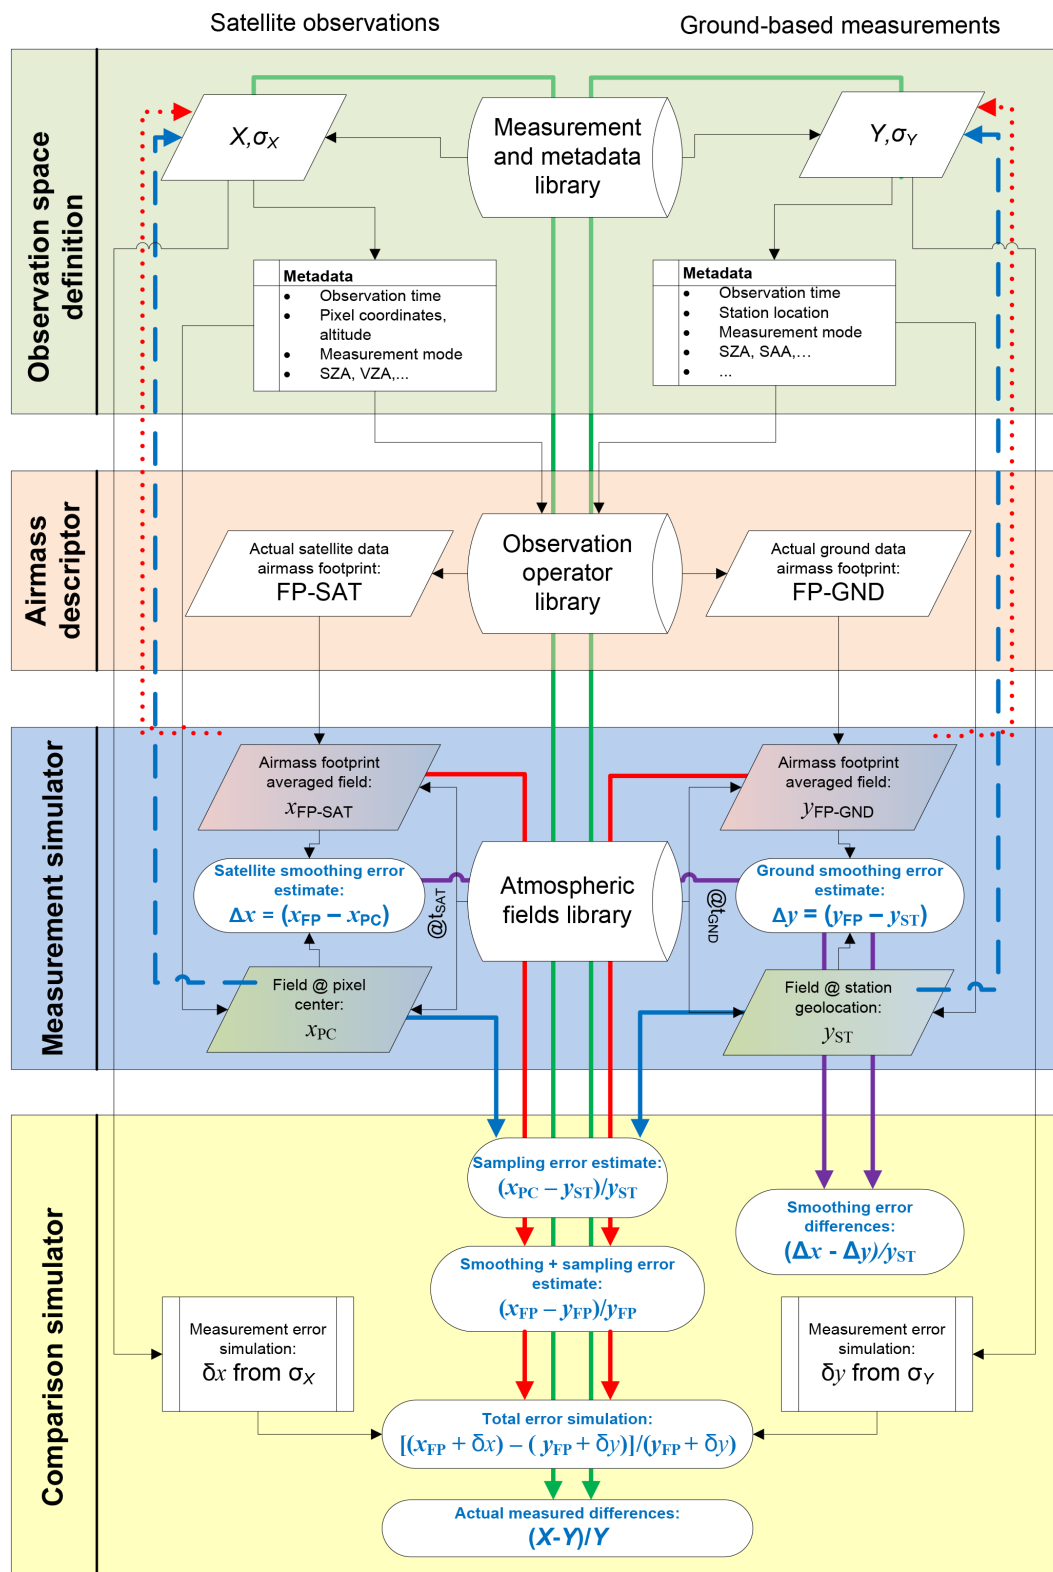 Satellite observations
Ground-based measurements
Observation space
definition
X,σX
Measurement
and metadata
library
Y,σY
Metadata
• Observation time
• Pixel coordinates,
altitude
• Measurement mode
• SZA, VZA,...
Metadata
• Observation time
• Station location
• Measurement mode
• SZA, SAA,...
• ...
Airmass
descriptor
Actual satellite data
airmass footprint:
FP-SAT
Observation
operator
library
Actual ground data
airmass footprint:
FP-GND
Measurement simulator
Airmass footprint
averaged field:
xFP-SAT
Airmass footprint
averaged field:
yFP-GND
Satellite smoothing error
estimate:
Δx = (xFP – xPC)
@tSAT
Atmospheric
fields library
@tGND
Ground smoothing error
estimate:
Δy = (yFP – yST)
Field @ pixel
center:
xPC
Field @ station
geolocation:
yST
Comparison simulator
Sampling error estimate:
(xPC – yST)/yST
Smoothing error
differences:
(Δx - Δy)/yST
Smoothing + sampling error
estimate:
(xFP – yFP)/yFP
Measurement error
simulation:
δx from σX
Measurement error
simulation:
δy from σY
Total error simulation:
[(xFP + δx) – ( yFP + δy)]/(yFP + δy)
Actual measured differences:
(X-Y)/Y